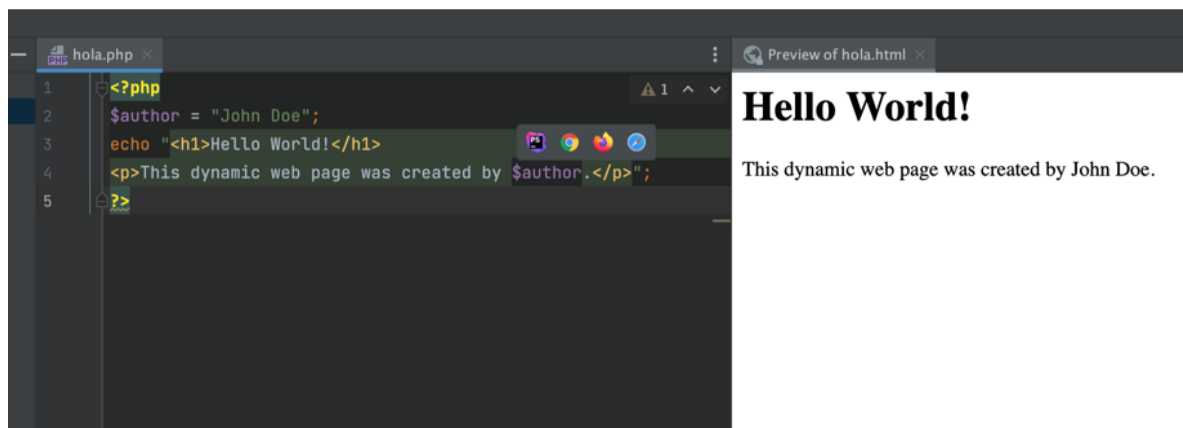 hola.php
1 <?php
2 $author = "John Doe";
3 echo "<h1>Hello World!</h1>
4 <p>This dynamic web page was created by $author.</p>";
5 ?>
1
Preview of hola.html
Hello World!
This dynamic web page was created by John Doe.